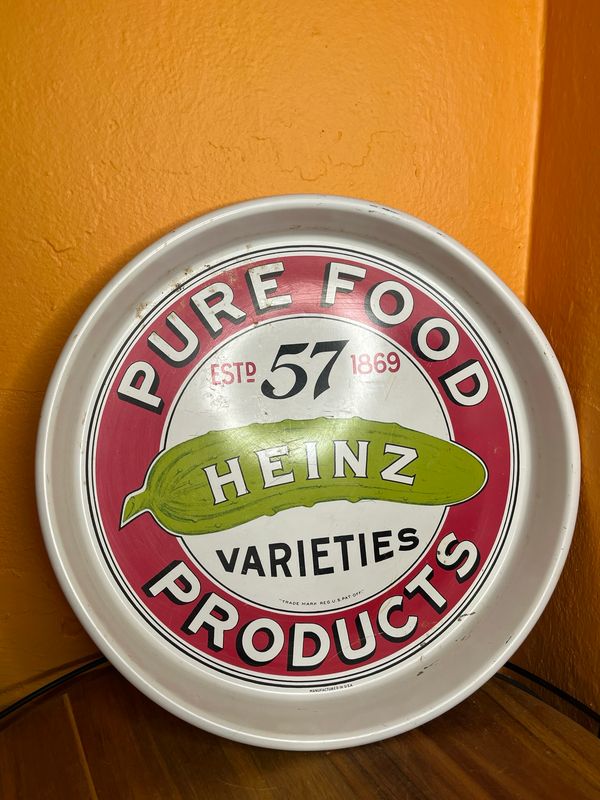 PURE FOOD
ESTD 57 1869
HEINZ
VARIETIES
"TRADE MARK REG. U.S. PAT. OFF."
PRODUCTS
MANUFACTURED IN U.S.A.